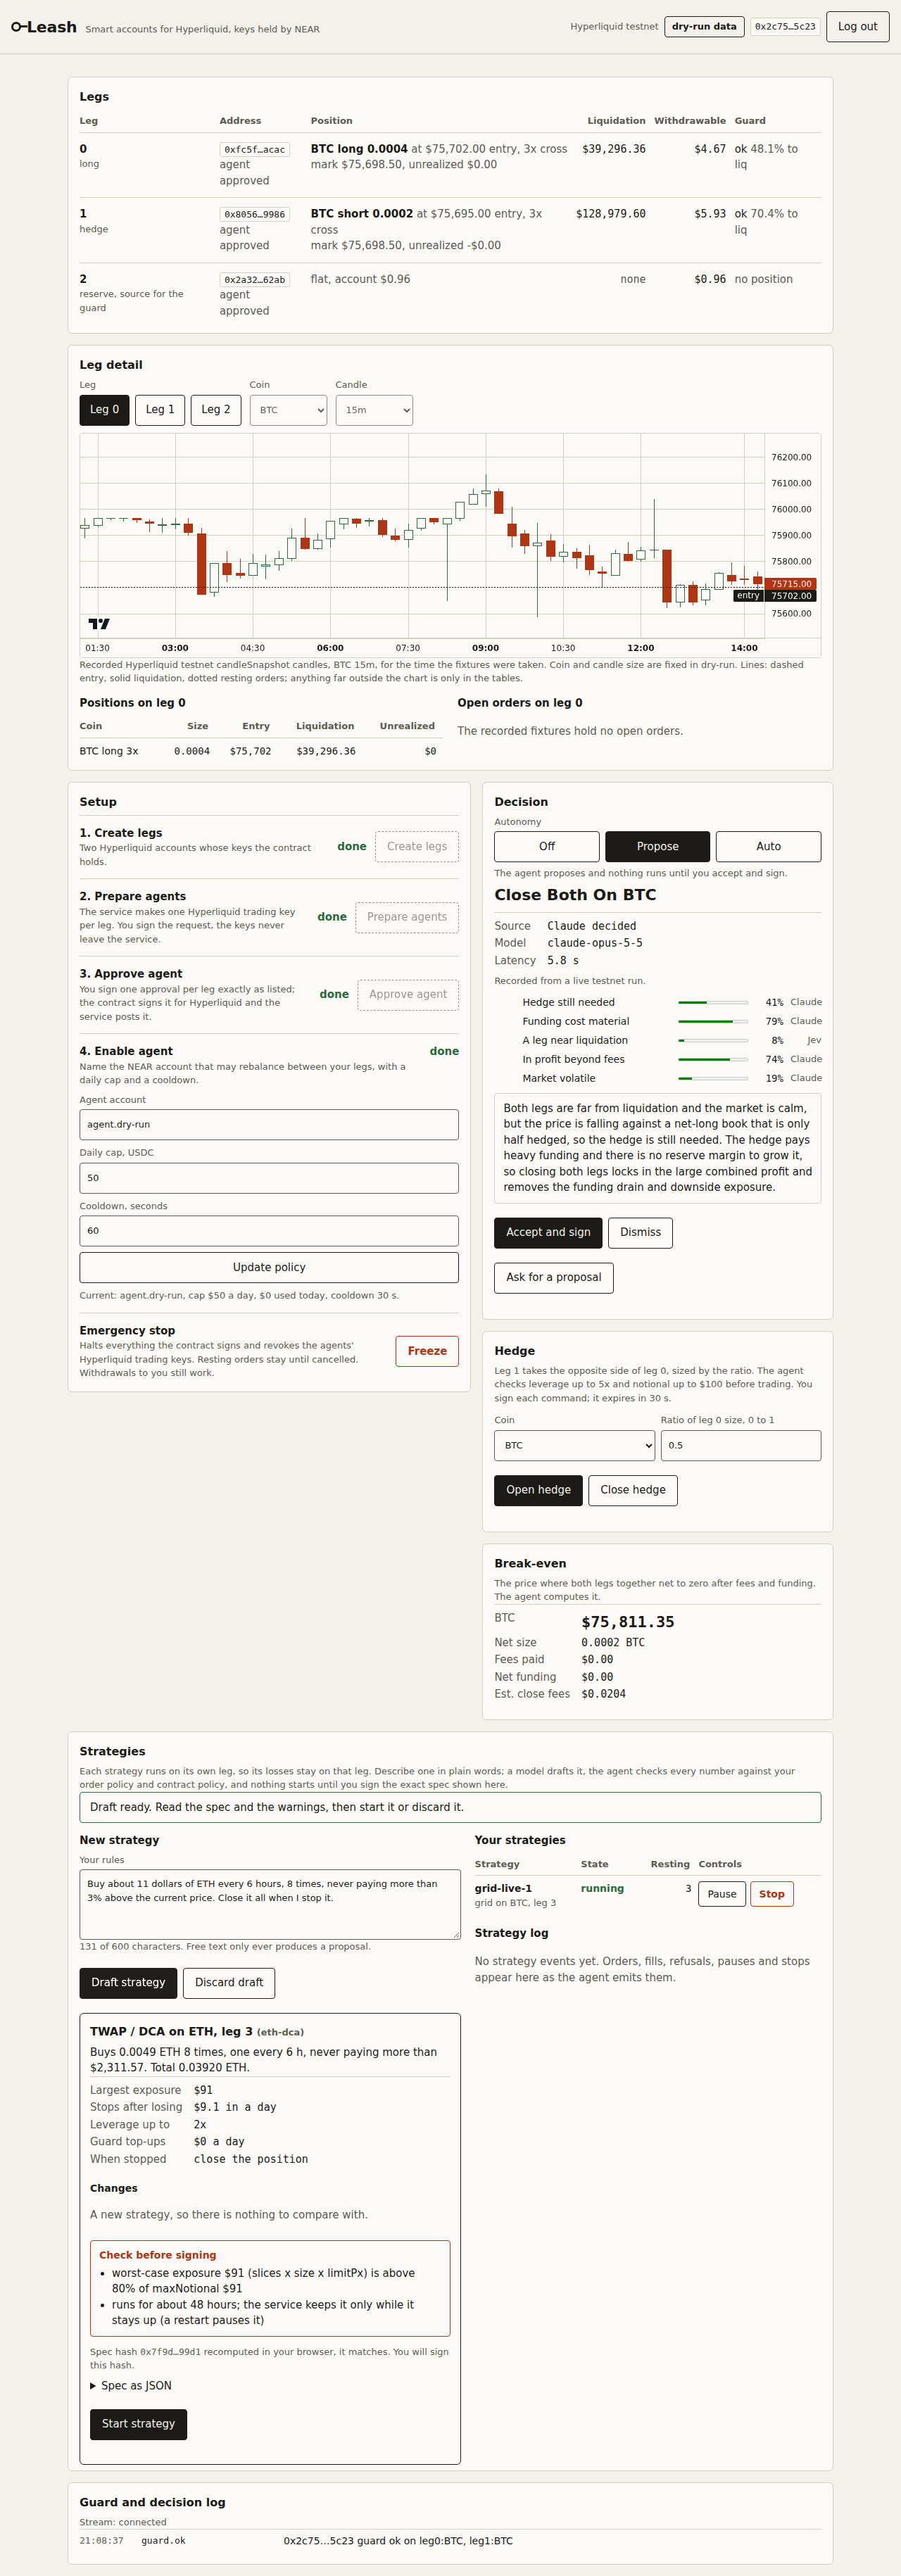 Leash Smart accounts for Hyperliquid, keys held by NEAR Hyperliquid testnet dry-run data 0x2c75…5c23 Log out
Legs
Leg Address Position Liquidation Withdrawable Guard
0 0xfc5f…acac BTC long 0.0004 at $75,702.00 entry, 3x cross $39,296.36 $4.67 ok 48.1% to
long agent mark $75,698.50, unrealized $0.00 liq
approved
1 0x8056…9986 BTC short 0.0002 at $75,695.00 entry, 3x $128,979.60 $5.93 ok 70.4% to
hedge agent cross liq
approved mark $75,698.50, unrealized -$0.00
2 0x2a32…62ab flat, account $0.96 none $0.96 no position
reserve, source for the agent
guard approved
Leg detail
Leg Coin Candle
Leg 0 Leg 1 Leg 2 BTC 15m
76200.00
76100.00
76000.00
75900.00
75800.00
75715.00
entry 75702.00
75600.00
01:30 03:00 04:30 06:00 07:30 09:00 10:30 12:00 14:00
Recorded Hyperliquid testnet candleSnapshot candles, BTC 15m, for the time the fixtures were taken. Coin and candle size are fixed in dry-run. Lines: dashed
entry, solid liquidation, dotted resting orders; anything far outside the chart is only in the tables.
Positions on leg 0
Coin Size Entry Liquidation Unrealized
BTC long 3x 0.0004 $75,702 $39,296.36 $0
Open orders on leg 0
The recorded fixtures hold no open orders.
Setup
1. Create legs
Two Hyperliquid accounts whose keys the contract
holds.
done Create legs
2. Prepare agents
The service makes one Hyperliquid trading key
per leg. You sign the request, the keys never
leave the service.
done Prepare agents
3. Approve agent
You sign one approval per leg exactly as listed;
the contract signs it for Hyperliquid and the
service posts it.
done Approve agent
4. Enable agent done
Name the NEAR account that may rebalance between your legs, with a
daily cap and a cooldown.
Agent account
agent.dry-run
Daily cap, USDC
50
Cooldown, seconds
60
Update policy
Current: agent.dry-run, cap $50 a day, $0 used today, cooldown 30 s.
Emergency stop
Halts everything the contract signs and revokes the agents'
Hyperliquid trading keys. Resting orders stay until cancelled.
Withdrawals to you still work.
Freeze
Decision
Autonomy
Off Propose Auto
The agent proposes and nothing runs until you accept and sign.
Close Both On BTC
Source Claude decided
Model claude-opus-5-5
Latency 5.8 s
Recorded from a live testnet run.
Hedge still needed 41% Claude
Funding cost material 79% Claude
A leg near liquidation 8% Jev
In profit beyond fees 74% Claude
Market volatile 19% Claude
Both legs are far from liquidation and the market is calm,
but the price is falling against a net-long book that is only
half hedged, so the hedge is still needed. The hedge pays
heavy funding and there is no reserve margin to grow it,
so closing both legs locks in the large combined profit and
removes the funding drain and downside exposure.
Accept and sign Dismiss
Ask for a proposal
Hedge
Leg 1 takes the opposite side of leg 0, sized by the ratio. The agent
checks leverage up to 5x and notional up to $100 before trading. You
sign each command; it expires in 30 s.
Coin Ratio of leg 0 size, 0 to 1
BTC 0.5
Open hedge Close hedge
Break-even
The price where both legs together net to zero after fees and funding.
The agent computes it.
BTC $75,811.35
Net size 0.0002 BTC
Fees paid $0.00
Net funding $0.00
Est. close fees $0.0204
Strategies
Each strategy runs on its own leg, so its losses stay on that leg. Describe one in plain words; a model drafts it, the agent checks every number against your
order policy and contract policy, and nothing starts until you sign the exact spec shown here.
Draft ready. Read the spec and the warnings, then start it or discard it.
New strategy
Your rules
Buy about 11 dollars of ETH every 6 hours, 8 times, never paying more than
3% above the current price. Close it all when I stop it.
131 of 600 characters. Free text only ever produces a proposal.
Draft strategy Discard draft
TWAP / DCA on ETH, leg 3 (eth-dca)
Buys 0.0049 ETH 8 times, one every 6 h, never paying more than
$2,311.57. Total 0.03920 ETH.
Largest exposure $91
Stops after losing $9.1 in a day
Leverage up to 2x
Guard top-ups $0 a day
When stopped close the position
Changes
A new strategy, so there is nothing to compare with.
Check before signing
• worst-case exposure $91 (slices x size x limitPx) is above
80% of maxNotional $91
• runs for about 48 hours; the service keeps it only while it
stays up (a restart pauses it)
Spec hash 0x7f9d…99d1 recomputed in your browser, it matches. You will sign
this hash.
Spec as JSON
Start strategy
Your strategies
Strategy State Resting Controls
grid-live-1 running 3 Pause Stop
grid on BTC, leg 3
Strategy log
No strategy events yet. Orders, fills, refusals, pauses and stops
appear here as the agent emits them.
Guard and decision log
Stream: connected
21:08:37 guard.ok 0x2c75…5c23 guard ok on leg0:BTC, leg1:BTC